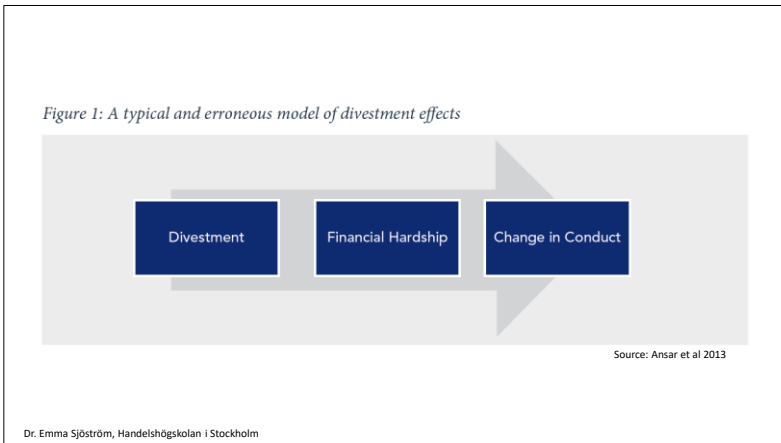 Figure 1: A typical and erroneous model of divestment effects
Divestment
Financial Hardship
Change in Conduct
Source: Ansar et al 2013
Dr. Emma Sjöström, Handelshögskolan i Stockholm